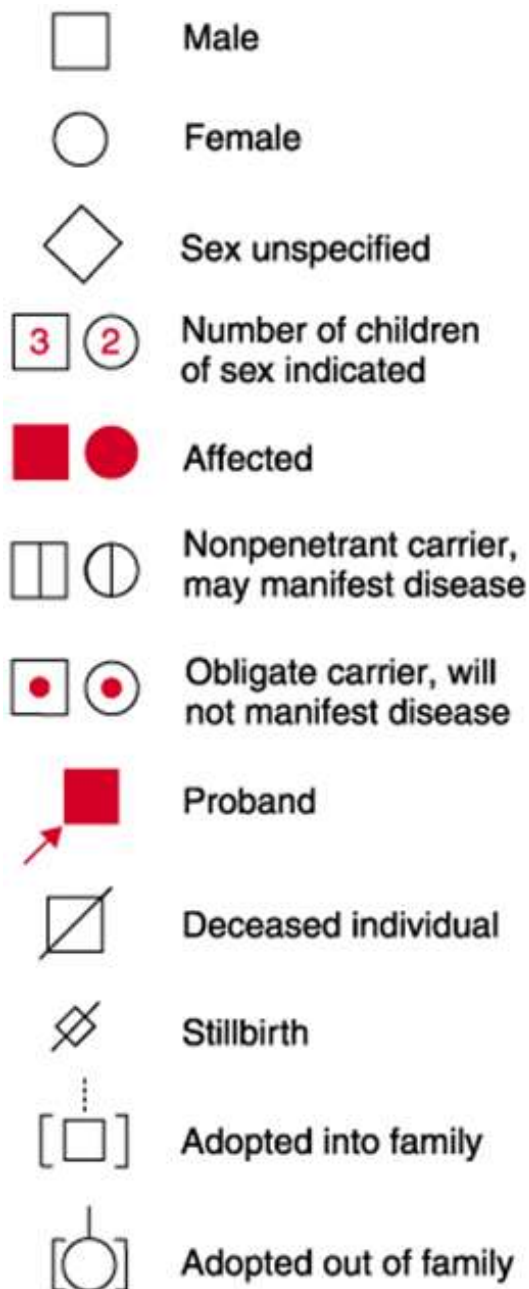 Male
Female
Sex unspecified
3 2 Number of children
of sex indicated
Affected
Nonpenetrant carrier,
may manifest disease
Obligate carrier, will
not manifest disease
Proband
Deceased individual
Stillbirth
Adopted into family
Adopted out of family